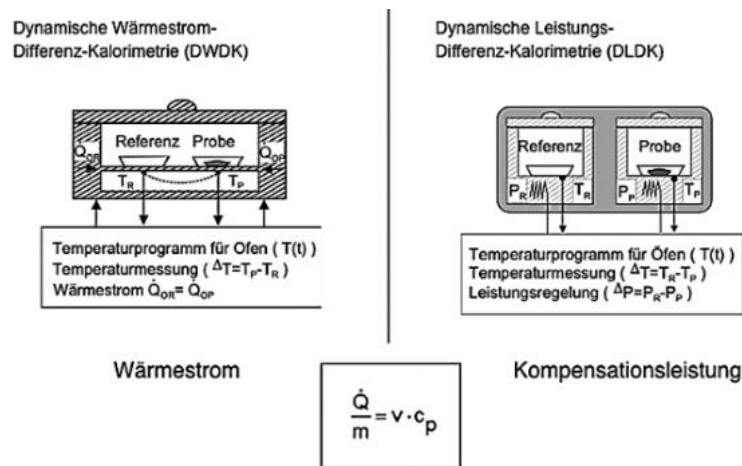 Dynamische Wärmestrom-
Differenz-Kalorimetrie (DWDK)
Referenz Probe
Q̇OR Q̇OP
TR TP
Temperaturprogramm für Ofen ( T(t) )
Temperaturmessung ( ΔT=TP-TR )
Wärmestrom Q̇OR= Q̇OP
Wärmestrom
Dynamische Leistungs-
Differenz-Kalorimetrie (DLDK)
Referenz Probe
PR TR PP TP
Temperaturprogramm für Öfen ( T(t) )
Temperaturmessung ( ΔT=TR-TP )
Leistungsregelung ( ΔP=PR-PP )
Kompensationsleistung
Q̇/m = v · cp